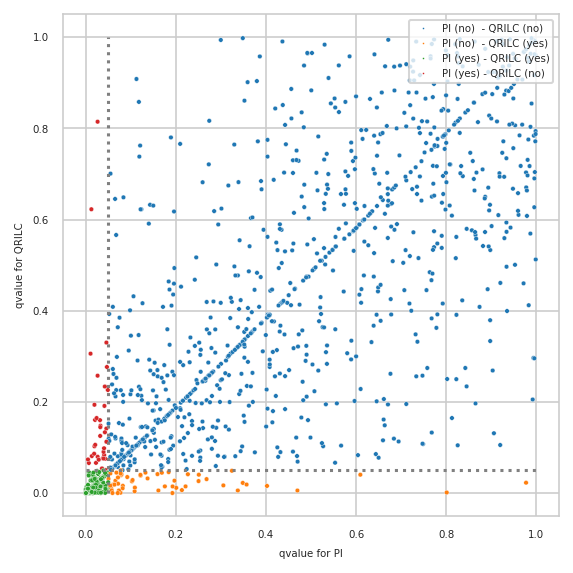 1.0
0.8
0.6
0.4
0.2
0.0
qvalue for QRILC
PI (no)  - QRILC (no)
PI (no)  - QRILC (yes)
PI (yes) - QRILC (yes)
PI (yes) - QRILC (no)
0.0 0.2 0.4 0.6 0.8 1.0
qvalue for PI